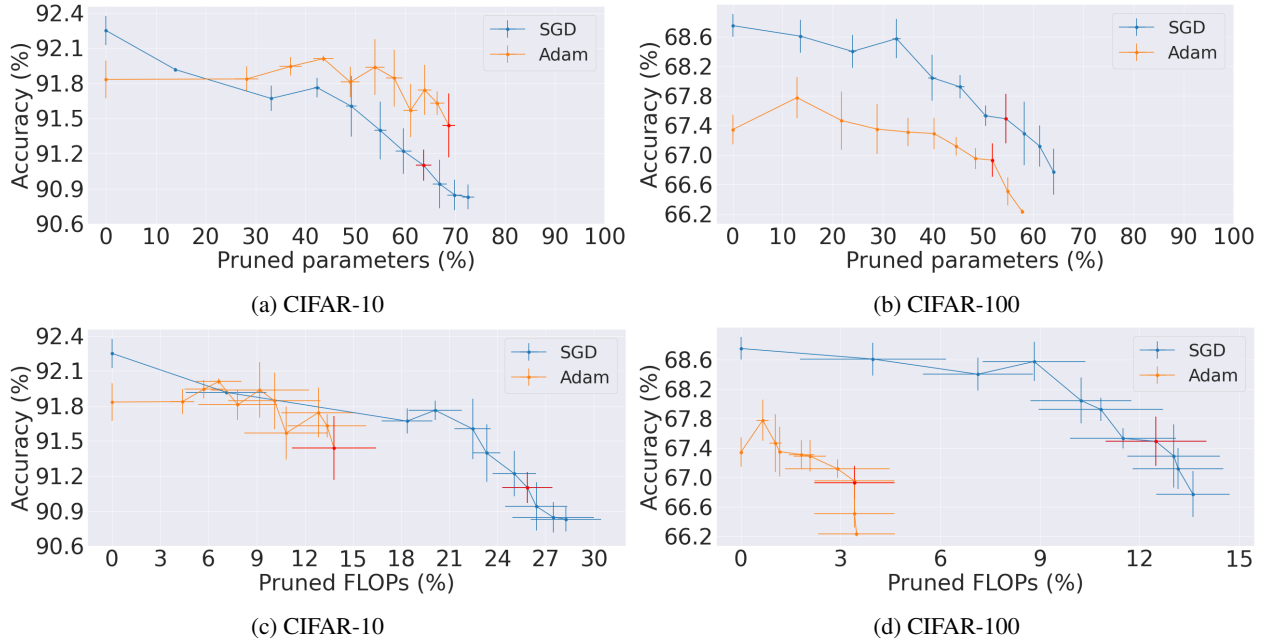 92.4
92.1
91.8
91.5
91.2
90.9
90.6
Accuracy (%)
SGD
Adam
0 10 20 30 40 50 60 70 80 90 100
Pruned parameters (%)
(a) CIFAR-10
68.6
68.2
67.8
67.4
67.0
66.6
66.2
Accuracy (%)
SGD
Adam
0 10 20 30 40 50 60 70 80 90 100
Pruned parameters (%)
(b) CIFAR-100
92.4
92.1
91.8
91.5
91.2
90.9
90.6
Accuracy (%)
SGD
Adam
0 3 6 9 12 15 18 21 24 27 30
Pruned FLOPs (%)
(c) CIFAR-10
68.6
68.2
67.8
67.4
67.0
66.6
66.2
Accuracy (%)
SGD
Adam
0 3 6 9 12 15
Pruned FLOPs (%)
(d) CIFAR-100